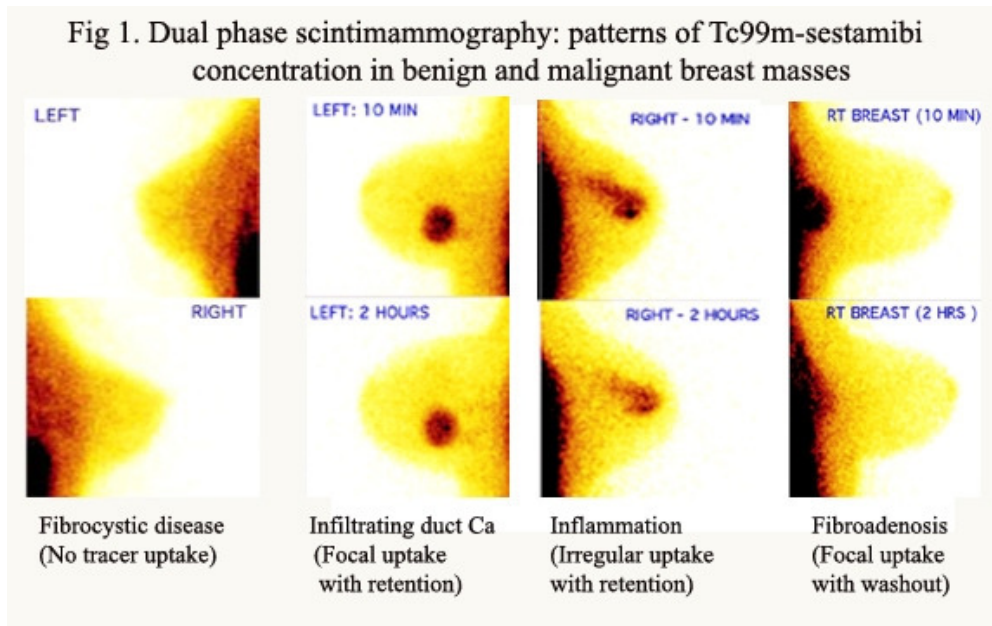 Fig 1. Dual phase scintimammography: patterns of Tc99m-sestamibi
concentration in benign and malignant breast masses
LEFT
LEFT: 10 MIN
RIGHT - 10 MIN
RT BREAST (10 MIN)
RIGHT
LEFT: 2 HOURS
RIGHT - 2 HOURS
RT BREAST (2 HRS )
Fibrocystic disease
(No tracer uptake)
Infiltrating duct Ca
(Focal uptake
with retention)
Inflammation
(Irregular uptake
with retention)
Fibroadenosis
(Focal uptake
with washout)